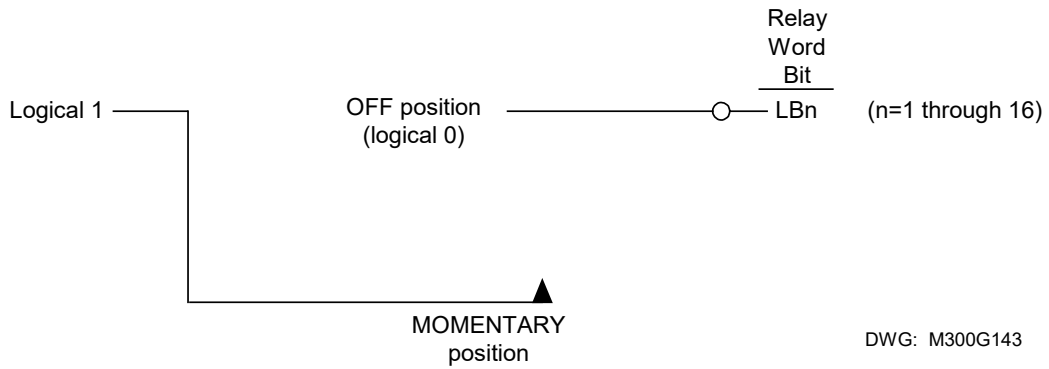 Relay
Word
Bit
Logical 1
OFF position
(logical 0)
LBn
(n=1 through 16)
MOMENTARY
position
DWG: M300G143